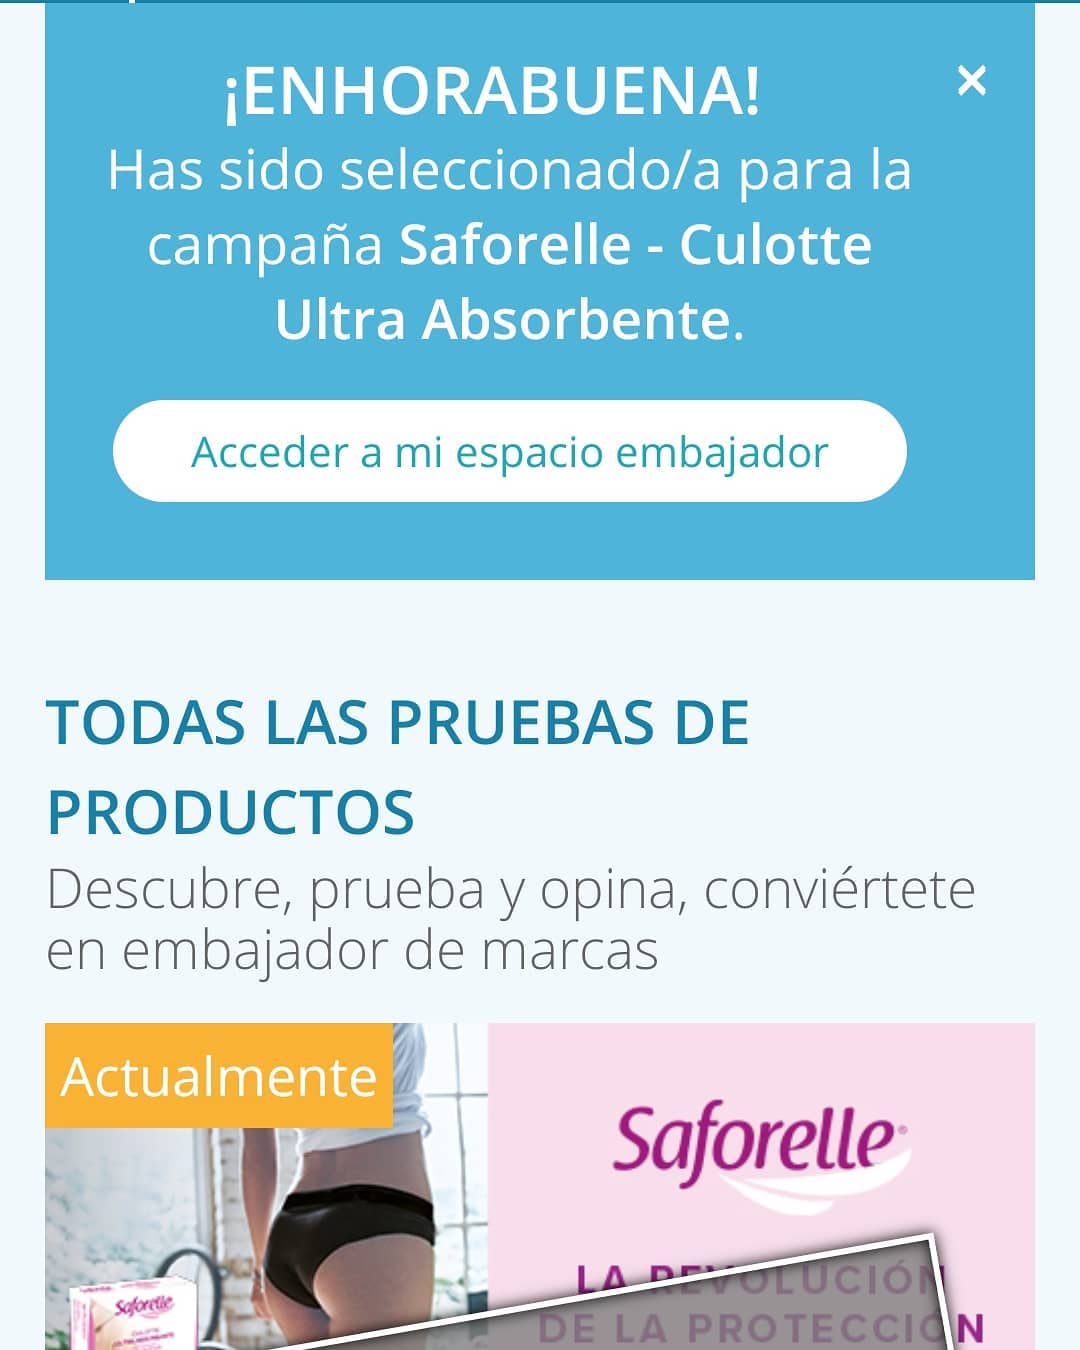 ¡ENHORABUENA!
×
Has sido seleccionado/a para la
campaña Saforelle - Culotte
Ultra Absorbente.
Acceder a mi espacio embajador
TODAS LAS PRUEBAS DE
PRODUCTOS
Descubre, prueba y opina, conviértete
en embajador de marcas
Actualmente
Saforelle®
LA REVOLUCIÓN
DE LA PROTECCIÓN
Saforelle